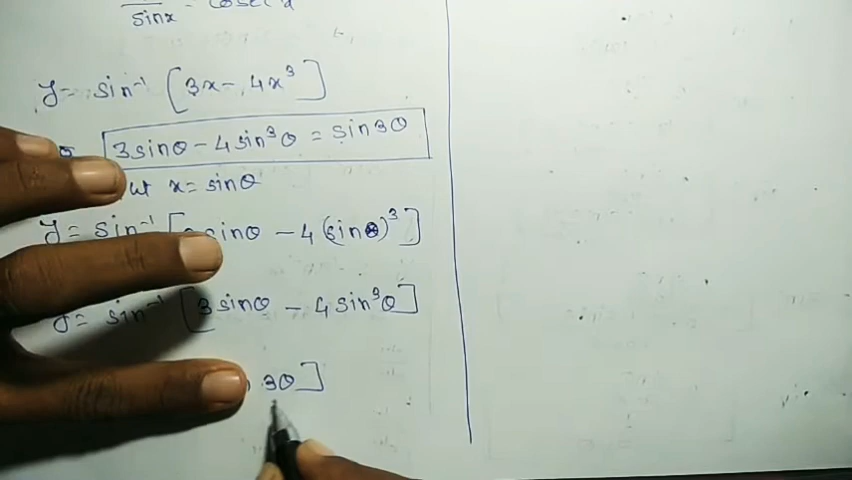 sinx
y = sin⁻¹ [3x - 4x³]
3sinθ - 4sin³θ = sin3θ
x = sinθ
y = sin⁻¹ [ sinθ - 4(sinθ)³]
= sin⁻¹ [3sinθ - 4sin³θ]
3θ]